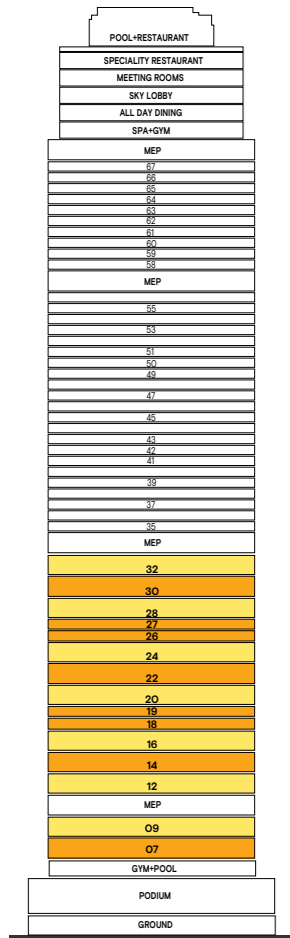 POOL+RESTAURANT
SPECIALITY RESTAURANT
MEETING ROOMS
SKY LOBBY
ALL DAY DINING
SPA+GYM
MEP
67
66
65
64
63
62
61
60
59
58
MEP
55
53
51
50
49
47
45
43
42
41
39
37
35
MEP
32
30
28
27
26
24
22
20
19
18
16
14
12
MEP
09
07
GYM+POOL
PODIUM
GROUND